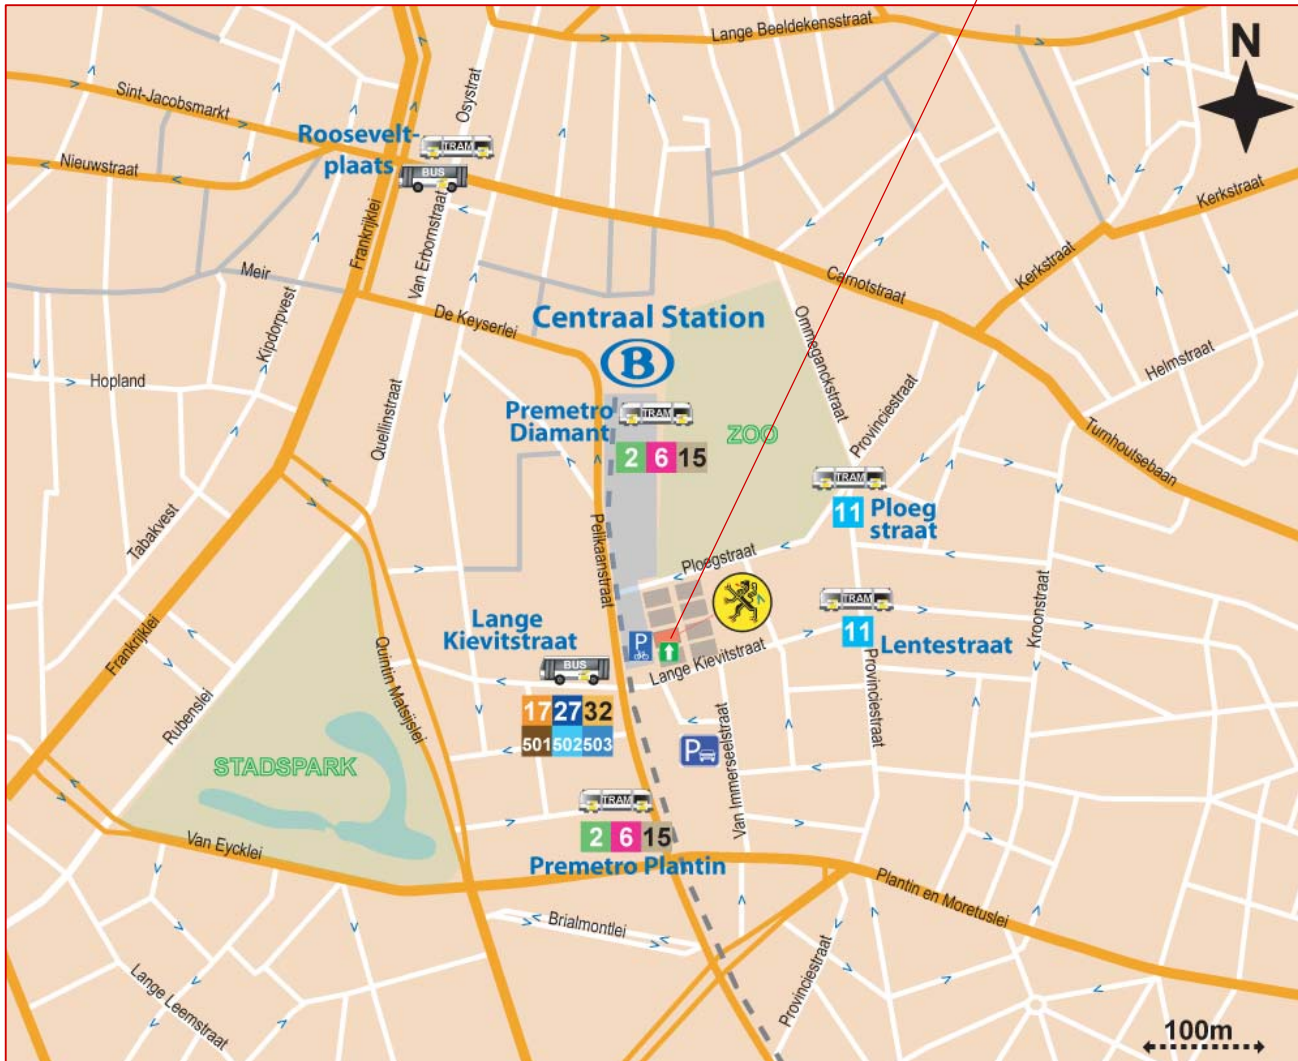 Lange Beeldekensstraat
N
Sint-Jacobsmarkt
Osystrat
Roosevelt-
plaats
TRAM
BUS
Nieuwstraat
Kerkstraat
Frankrijklei
Van Erbornstraat
Meir
Kerkstraat
Carnotstraat
Kipdorpvest
De Keyserlei
Centraal Station
B
Ommeganckstraat
Helmstraat
Hopland
Quellinstraat
Provinciestraat
Premetro
Diamant
TRAM
2 6 15
ZOO
Turnhoutsebaan
TRAM
11 Ploeg
straat
Tabakvest
Pelikaanstraat
Ploegstraat
Kroonstraat
TRAM
11 Lentestraat
Lange
Kievitstraat
BUS
P
Lange Kievitstraat
Frankrijklei
Quintin Matsijslei
Rubenslei
17 27 32
501 502 503
Provinciestraat
P
Van Immerseelstraat
STADSPARK
TRAM
2 6 15
Premetro Plantin
Van Eycklei
Plantin en Moretuslei
Brialmontlei
Provinciestraat
Lange Leemstraat
100m